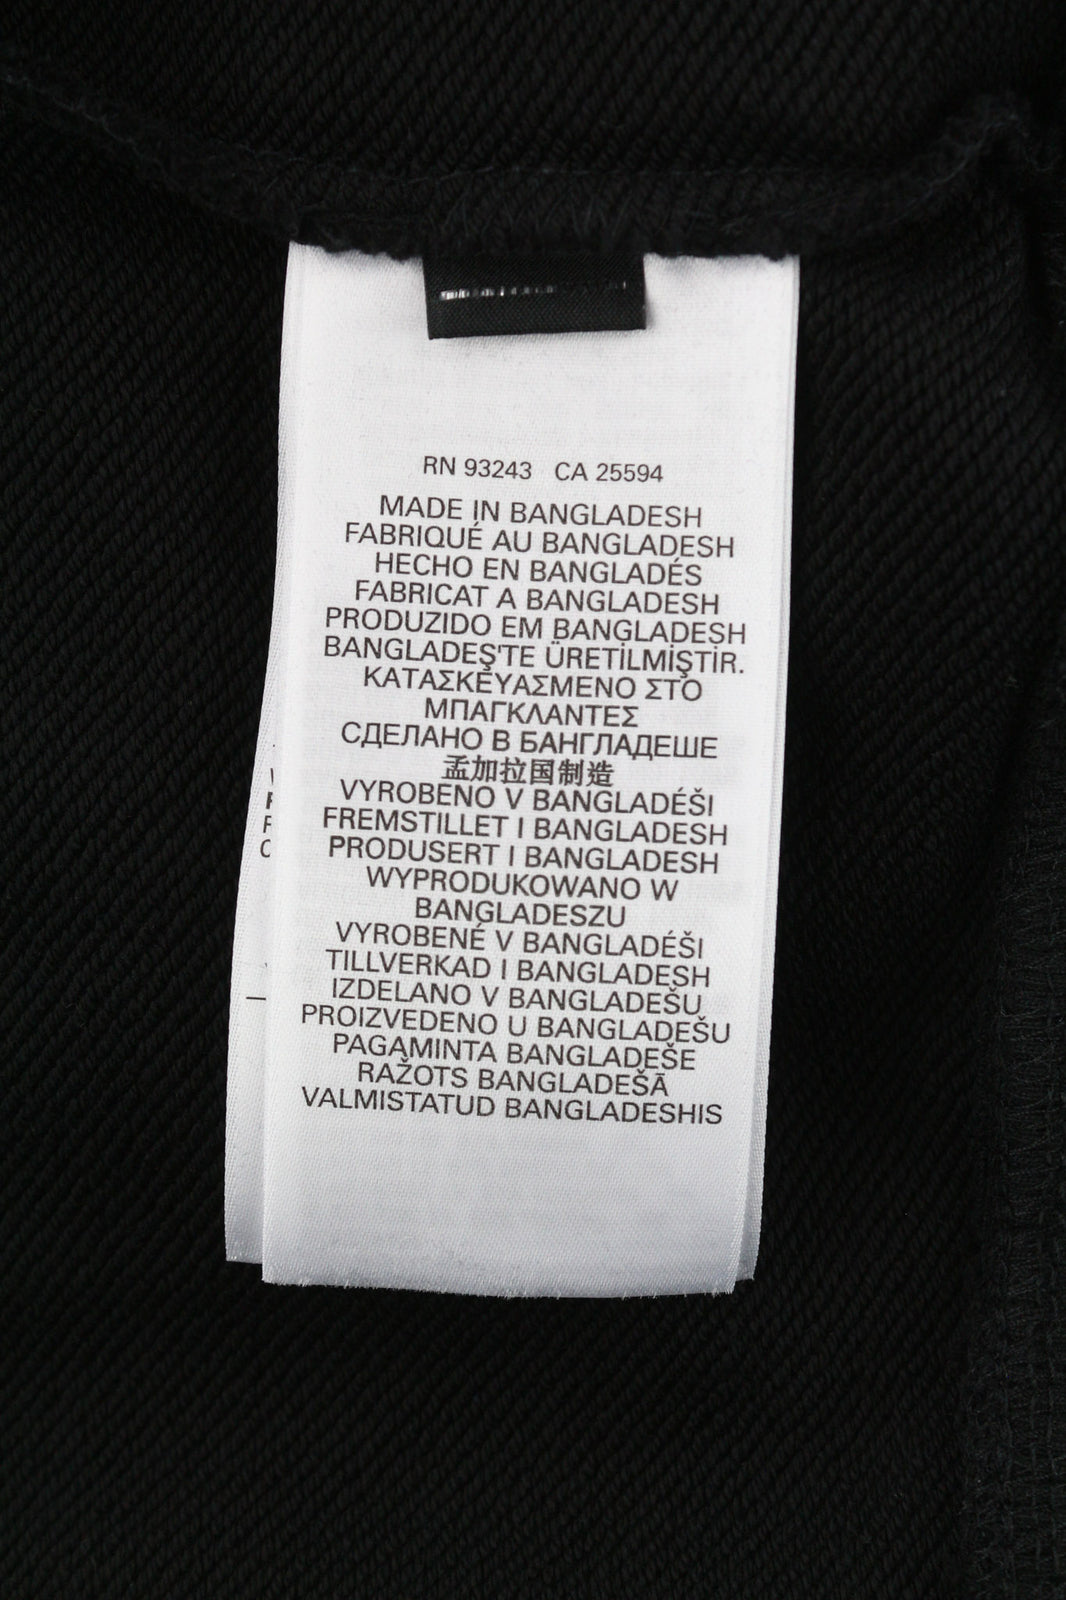 RN 93243 CA 25594
MADE IN BANGLADESH
FABRIQUÉ AU BANGLADESH
HECHO EN BANGLADÉS
FABRICAT A BANGLADESH
PRODUZIDO EM BANGLADESH
BANGLADEŞ'TE ÜRETİLMİŞTİR.
ΚΑΤΑΣΚΕΥΑΣΜΕΝΟ ΣΤΟ
ΜΠΑΓΚΛΑΝΤΕΣ
СДЕЛАНО В БАНГЛАДЕШЕ
孟加拉国制造
VYROBENO V BANGLADÉŠI
FREMSTILLET I BANGLADESH
PRODUSERT I BANGLADESH
WYPRODUKOWANO W
BANGLADESZU
VYROBENÉ V BANGLADÉŠI
TILLVERKAD I BANGLADESH
IZDELANO V BANGLADEŠU
PROIZVEDENO U BANGLADEŠU
PAGAMINTA BANGLADEŠE
RAŽOTS BANGLADEŠĀ
VALMISTATUD BANGLADESHIS